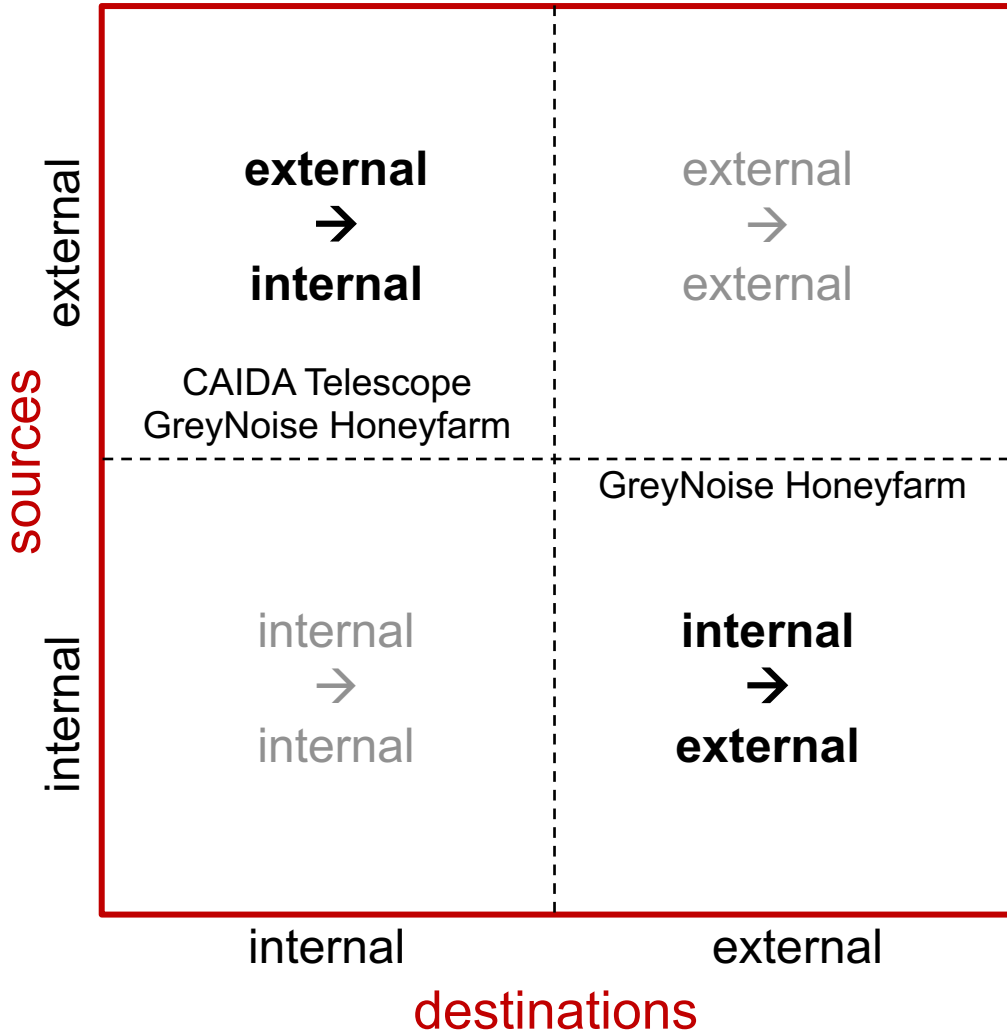 sources
external
internal
external
→
internal
CAIDA Telescope
GreyNoise Honeyfarm
external
→
external
internal
→
internal
GreyNoise Honeyfarm
internal
→
external
internal
external
destinations